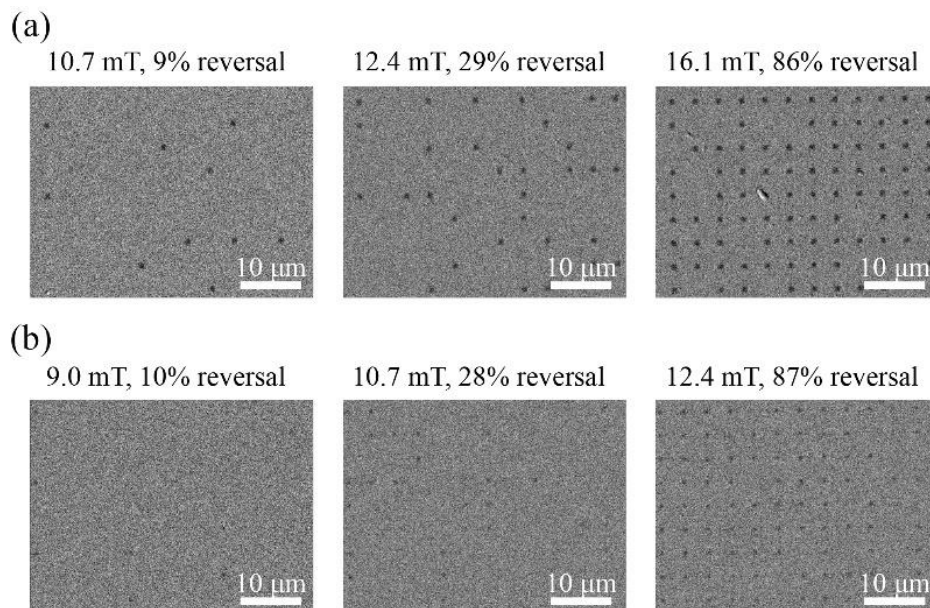 (a)
10.7 mT, 9% reversal 12.4 mT, 29% reversal 16.1 mT, 86% reversal
10 μm 10 μm 10 μm
(b)
9.0 mT, 10% reversal 10.7 mT, 28% reversal 12.4 mT, 87% reversal
10 μm 10 μm 10 μm